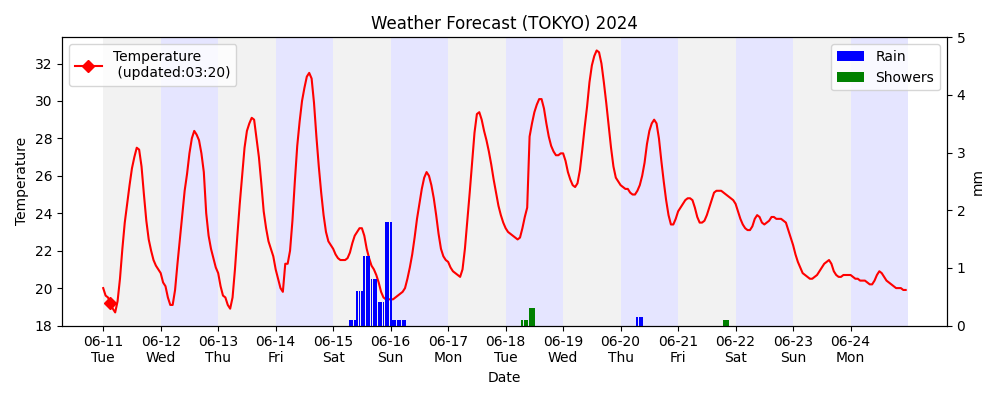 Weather Forecast (TOKYO) 2024
Temperature
(updated:03:20)
Rain
Showers
Temperature
32
30
28
26
24
22
20
18
5
4
3
2
1
0
mm
06-11 06-12 06-13 06-14 06-15 06-16 06-17 06-18 06-19 06-20 06-21 06-22 06-23 06-24
Tue Wed Thu Fri Sat Sun Mon Tue Wed Thu Fri Sat Sun Mon
Date